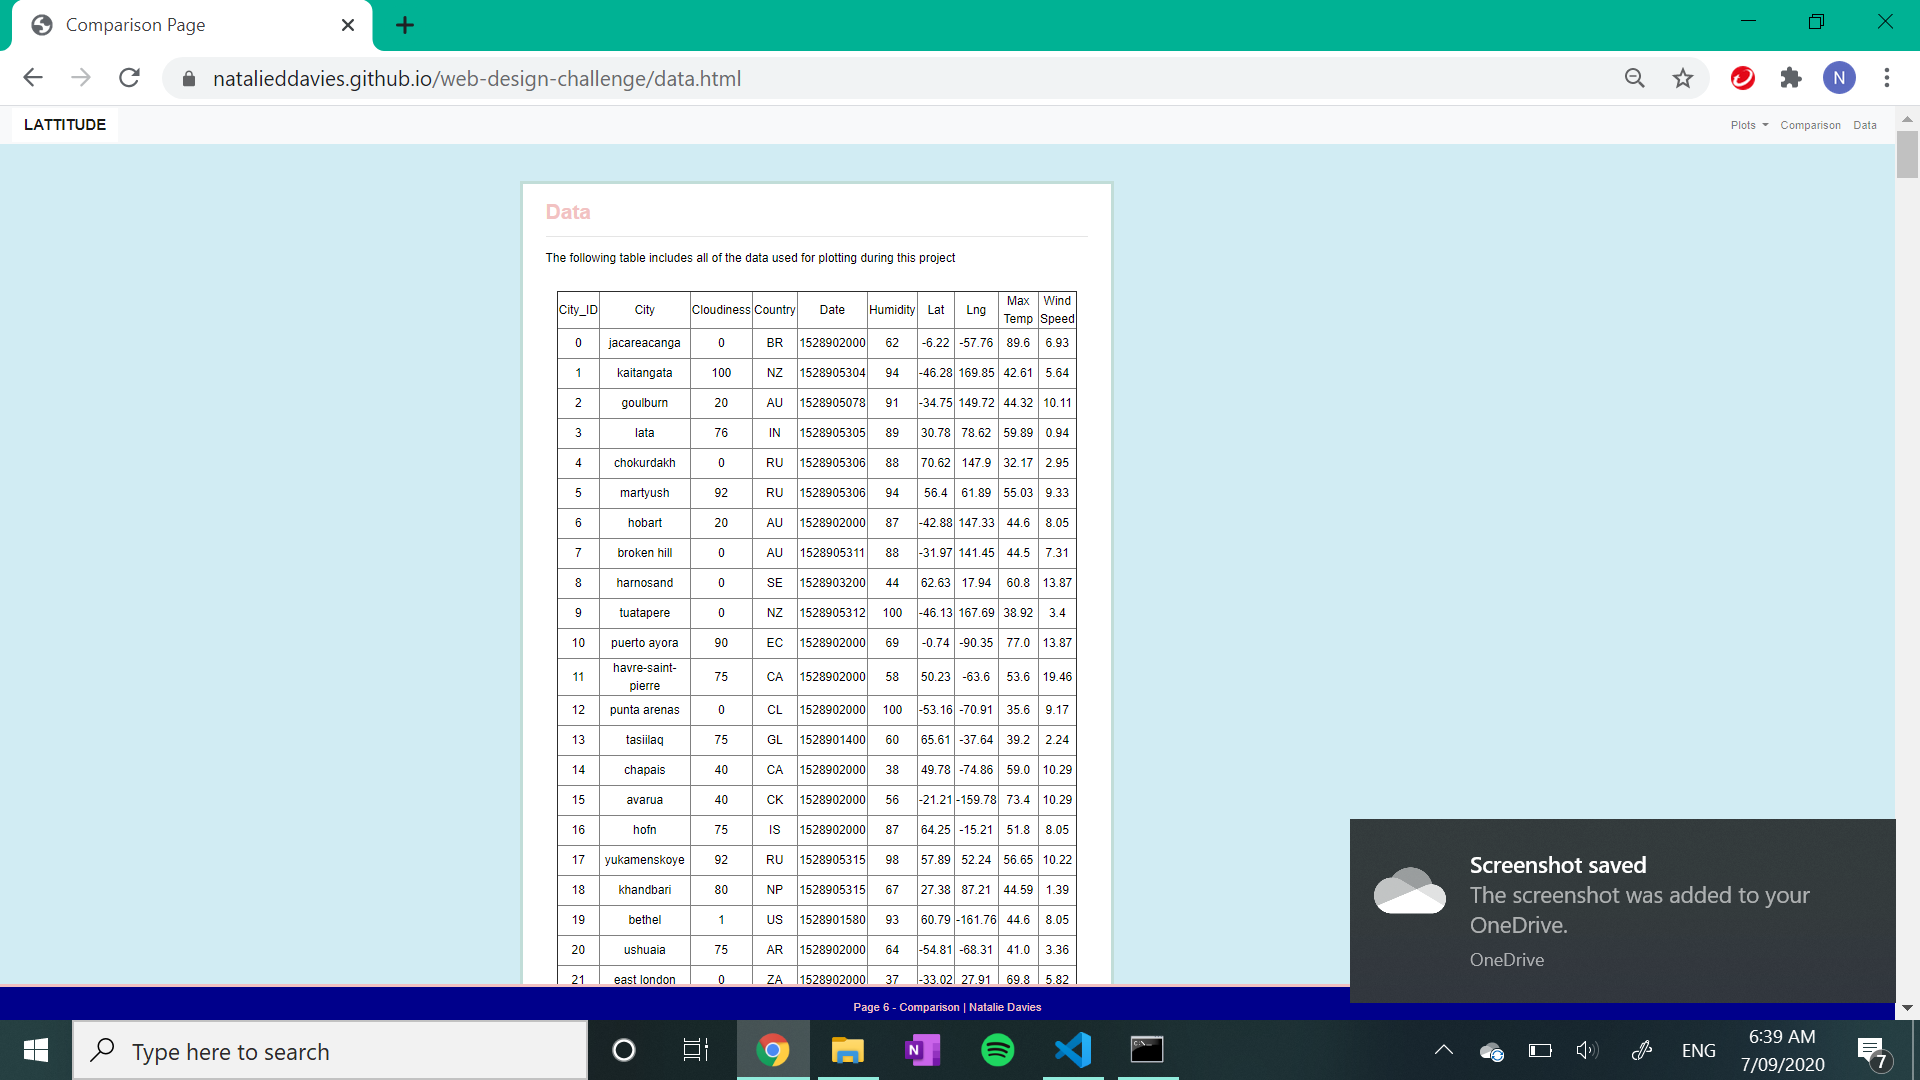 Comparison Page
natalieddavies.github.io/web-design-challenge/data.html
N
LATTITUDE
Plots Comparison Data
Data
The following table includes all of the data used for plotting during this project
City_ID City Cloudiness Country Date Humidity Lat Lng Max Temp Wind Speed
0 jacareacanga 0 BR 1528902000 62 -6.22 -57.76 89.6 6.93
1 kaitangata 100 NZ 1528905304 94 -46.28 169.85 42.61 5.64
2 goulburn 20 AU 1528905078 91 -34.75 149.72 44.32 10.11
3 lata 76 IN 1528905305 89 30.78 78.62 59.89 0.94
4 chokurdakh 0 RU 1528905306 88 70.62 147.9 32.17 2.95
5 martyush 92 RU 1528905306 94 56.4 61.89 55.03 9.33
6 hobart 20 AU 1528902000 87 -42.88 147.33 44.6 8.05
7 broken hill 0 AU 1528905311 88 -31.97 141.45 44.5 7.31
8 harnosand 0 SE 1528903200 44 62.63 17.94 60.8 13.87
9 tuatapere 0 NZ 1528905312 100 -46.13 167.69 38.92 3.4
10 puerto ayora 90 EC 1528902000 69 -0.74 -90.35 77.0 13.87
11 havre-saint-pierre 75 CA 1528902000 58 50.23 -63.6 53.6 19.46
12 punta arenas 0 CL 1528902000 100 -53.16 -70.91 35.6 9.17
13 tasiilaq 75 GL 1528901400 60 65.61 -37.64 39.2 2.24
14 chapais 40 CA 1528902000 38 49.78 -74.86 59.0 10.29
15 avarua 40 CK 1528902000 56 -21.21 -159.78 73.4 10.29
16 hofn 75 IS 1528902000 87 64.25 -15.21 51.8 8.05
17 yukamenskoye 92 RU 1528905315 98 57.89 52.24 56.65 10.22
18 khandbari 80 NP 1528905315 67 27.38 87.21 44.59 1.39
19 bethel 1 US 1528901580 93 60.79 -161.76 44.6 8.05
20 ushuaia 75 AR 1528902000 64 -54.81 -68.31 41.0 3.36
21 east london 0 ZA 1528902000 37 -33.02 27.91 69.8 5.82
Screenshot saved
The screenshot was added to your
OneDrive.
OneDrive
Page 6 - Comparison | Natalie Davies
Type here to search
N
ENG
6:39 AM
7/09/2020
7